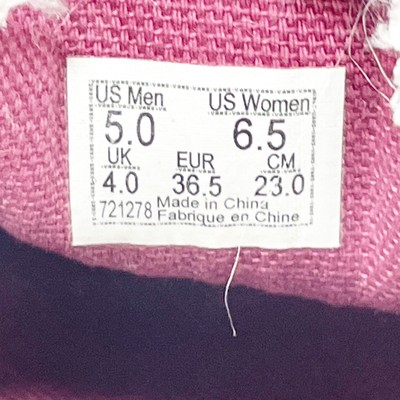 US Men US Women
5.0 6.5
UK EUR CM
4.0 36.5 23.0
721278 Made in China
Fabrique en Chine